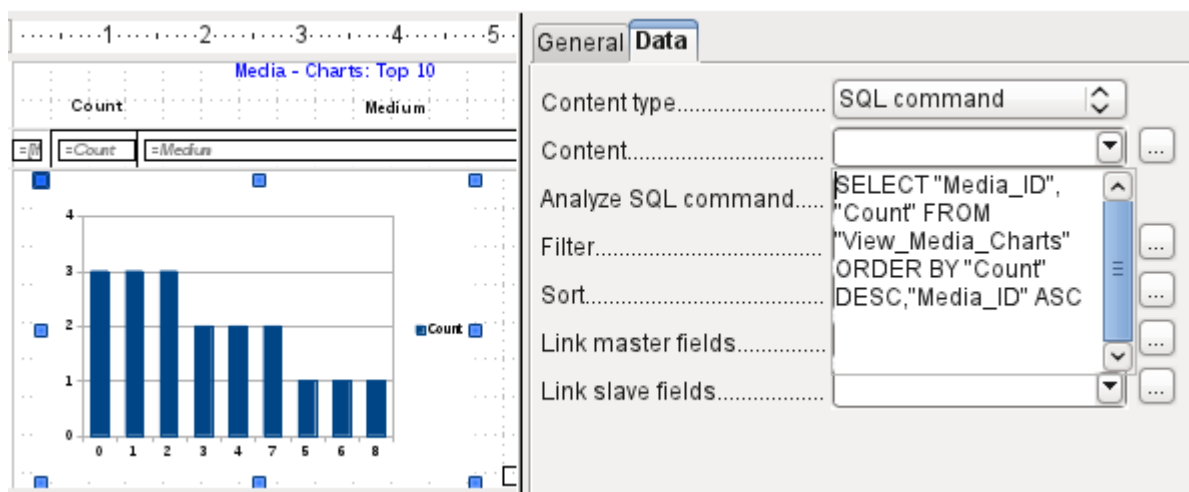 1 2 3 4 5
Media - Charts: Top 10
Count Medium
=Count =Medium
4
3
2
1
0
0 1 2 3 4 7 5 6 8
Count
General Data
Content type SQL command
Content
Analyze SQL command
Filter
Sort
Link master fields
Link slave fields
SELECT "Media_ID",
"Count" FROM
"View_Media_Charts"
ORDER BY "Count"
DESC,"Media_ID" ASC